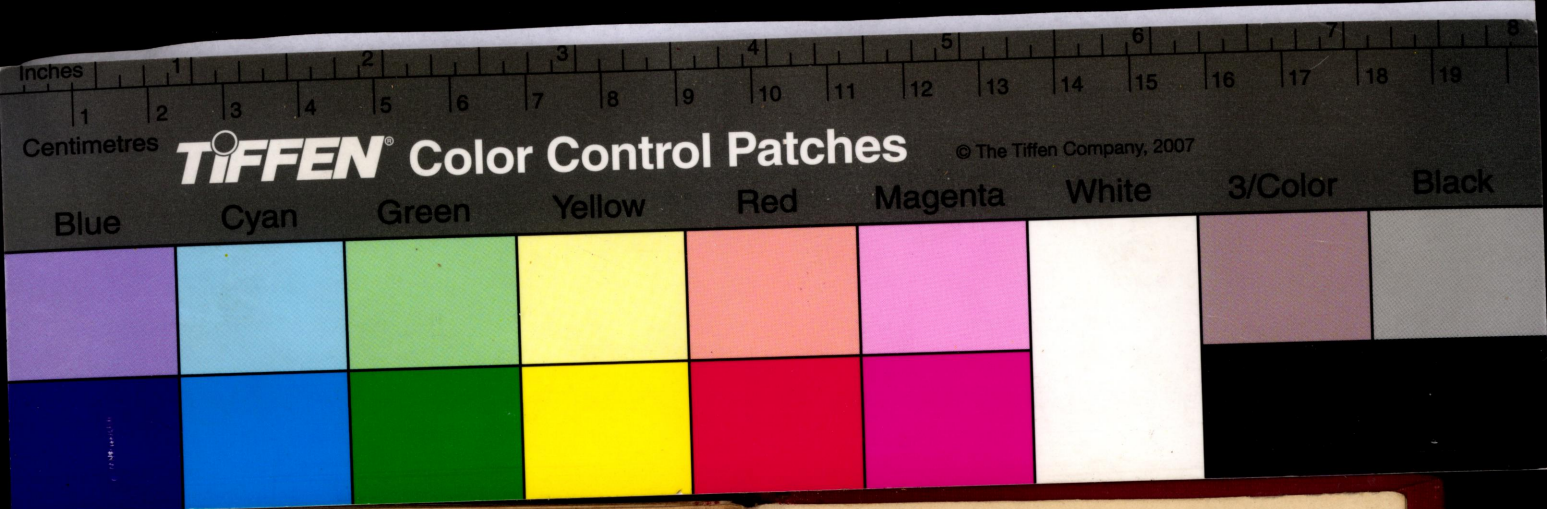 Inches 1 2 3 4 5 6 7 8
1 2 3 4 5 6 7 8 9 10 11 12 13 14 15 16 17 18 19
Centimetres
TIFFEN® Color Control Patches © The Tiffen Company, 2007
Blue Cyan Green Yellow Red Magenta White 3/Color Black